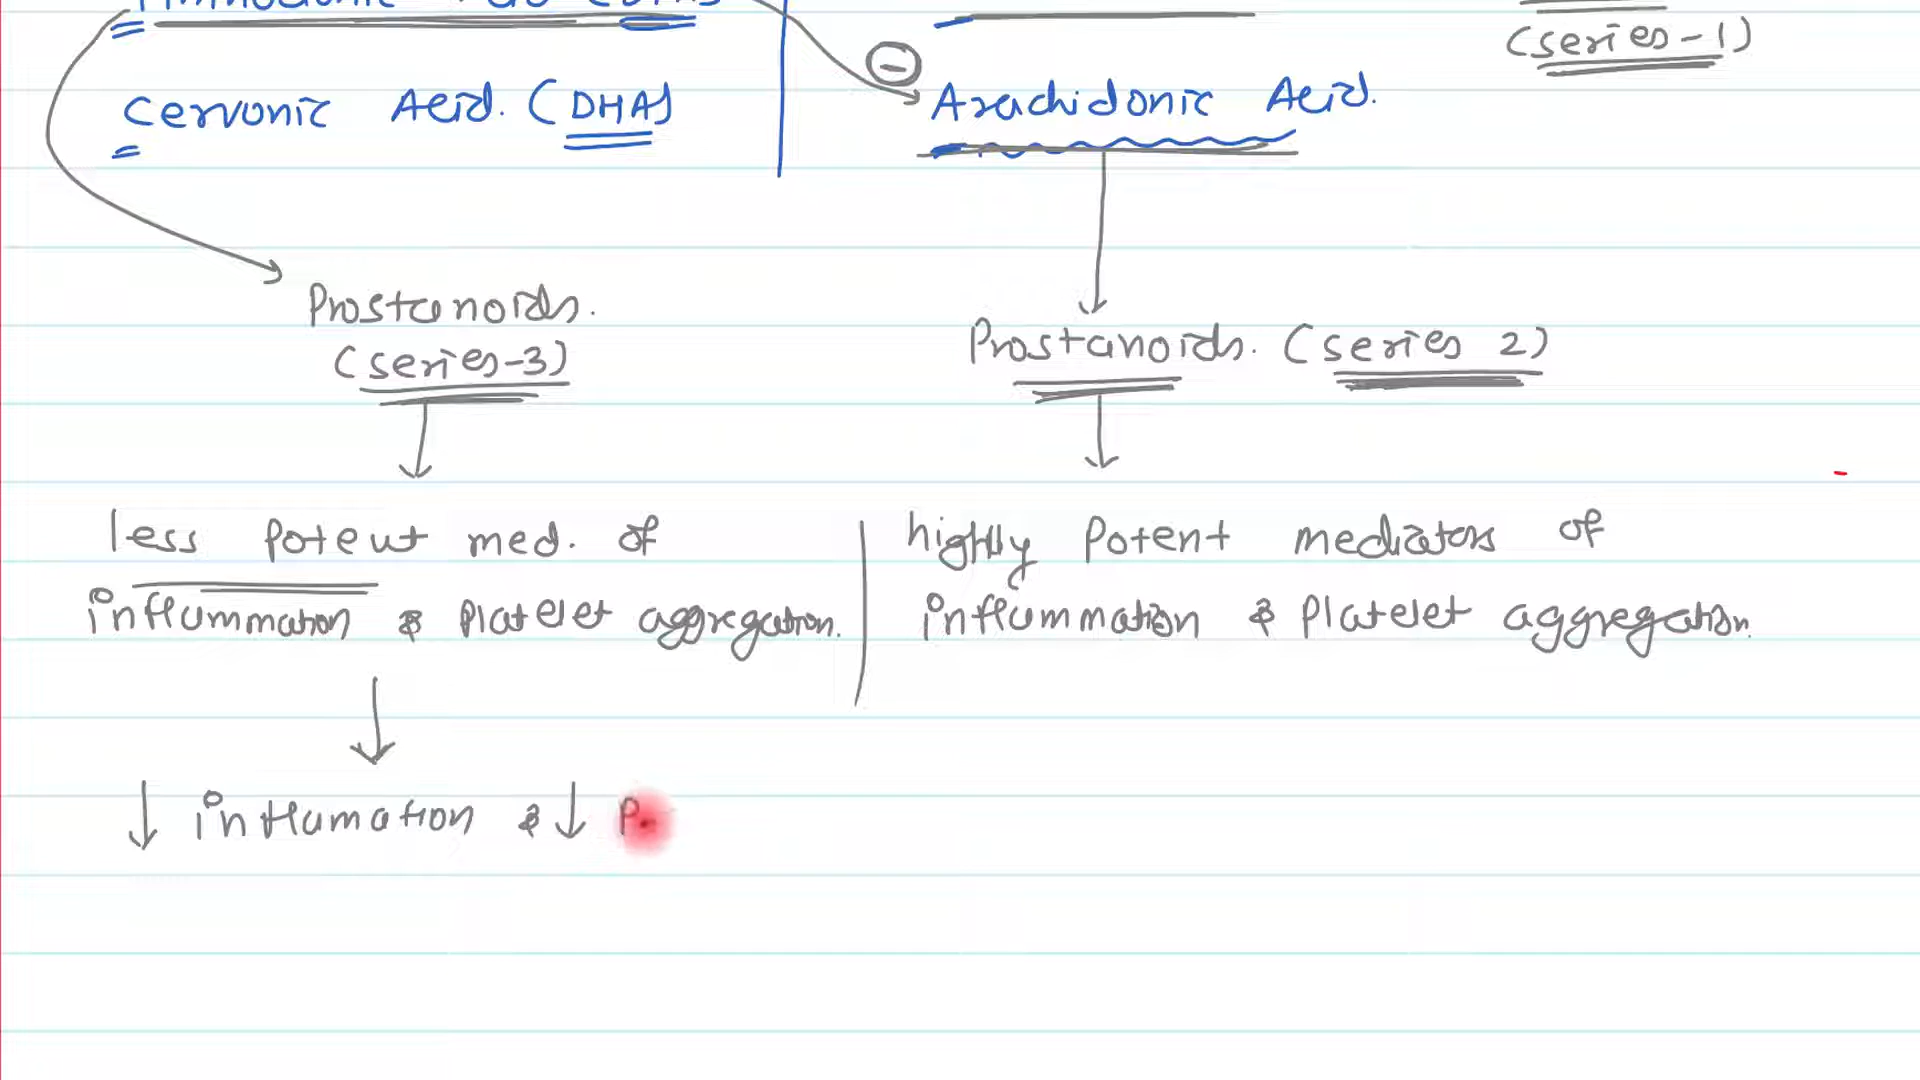 (series-1)
Cervonic Acid. (DHA)
Arachidonic Acid.
Prostanoids.
(series-3)
Prostanoids. (series 2)
less potent med. of
inflammation & Platelet aggregation.
highly Potent mediators of
inflammation & Platelet aggregation.
↓ inflamation & ↓ P